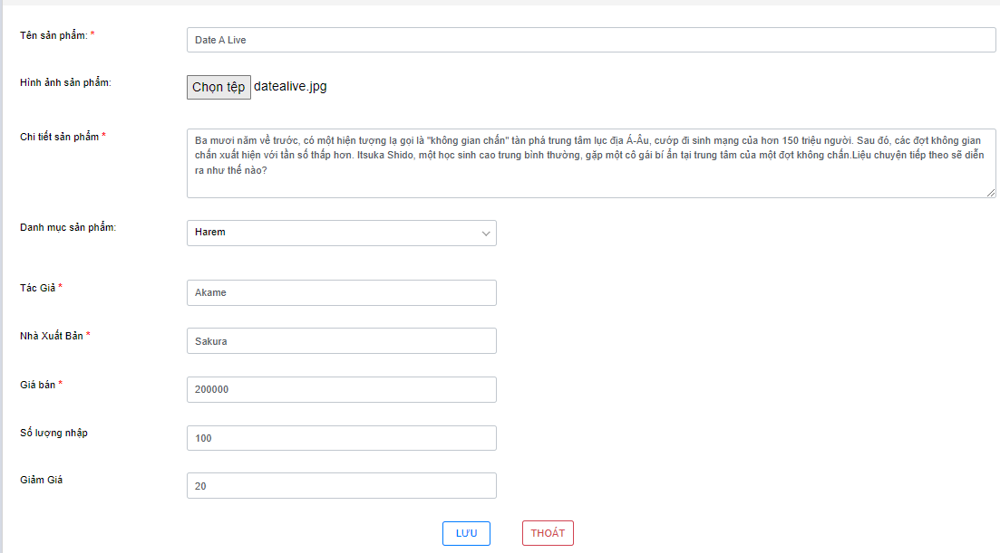 Tên sản phẩm: *
Date A Live
Hình ảnh sản phẩm:
Chọn tệp datealive.jpg
Chi tiết sản phẩm *
Ba mươi năm về trước, có một hiện tượng lạ gọi là "không gian chấn" tàn phá trung tâm lục địa Á-Âu, cướp đi sinh mạng của hơn 150 triệu người. Sau đó, các đợt không gian
chấn xuất hiện với tần số thấp hơn. Itsuka Shido, một học sinh cao trung bình thường, gặp một cô gái bí ẩn tại trung tâm của một đợt không chấn.Liệu chuyện tiếp theo sẽ diễn
ra như thế nào?
Danh mục sản phẩm:
Harem
Tác Giả *
Akame
Nhà Xuất Bản *
Sakura
Giá bán *
200000
Số lượng nhập
100
Giảm Giá
20
LƯU THOÁT